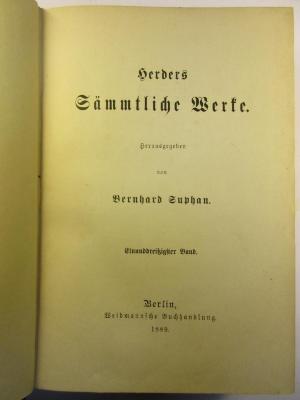 Herders
Sämmtliche Werke.
Herausgegeben
von
Bernhard Suphan.
Einunddreißigster Band.
Berlin,
Weidmannsche Buchhandlung.
1889.